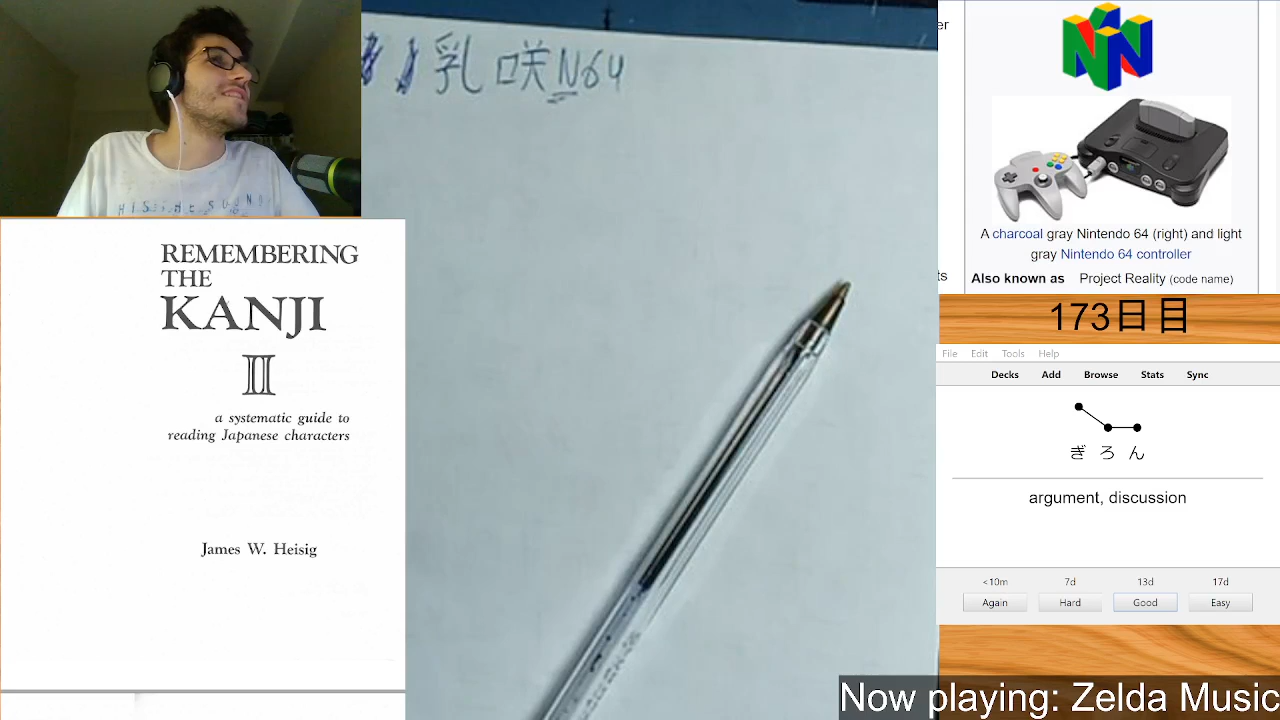 乳 咲 N64
REMEMBERING
THE
KANJI
II
a systematic guide to
reading Japanese characters
James W. Heisig
er
A charcoal gray Nintendo 64 (right) and light
gray Nintendo 64 controller
ts
Also known as Project Reality (code name)
173日目
File Edit Tools Help
Decks Add Browse Stats Sync
ぎろん
argument, discussion
<10m 7d 13d 17d
Again Hard Good Easy
Now playing: Zelda Music